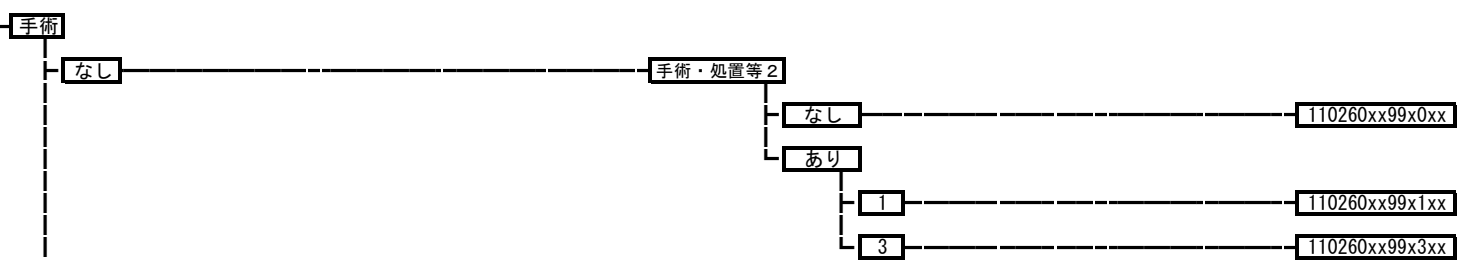 手術
なし 手術・処置等２
なし 110260xx99x0xx
あり
1 110260xx99x1xx
3 110260xx99x3xx